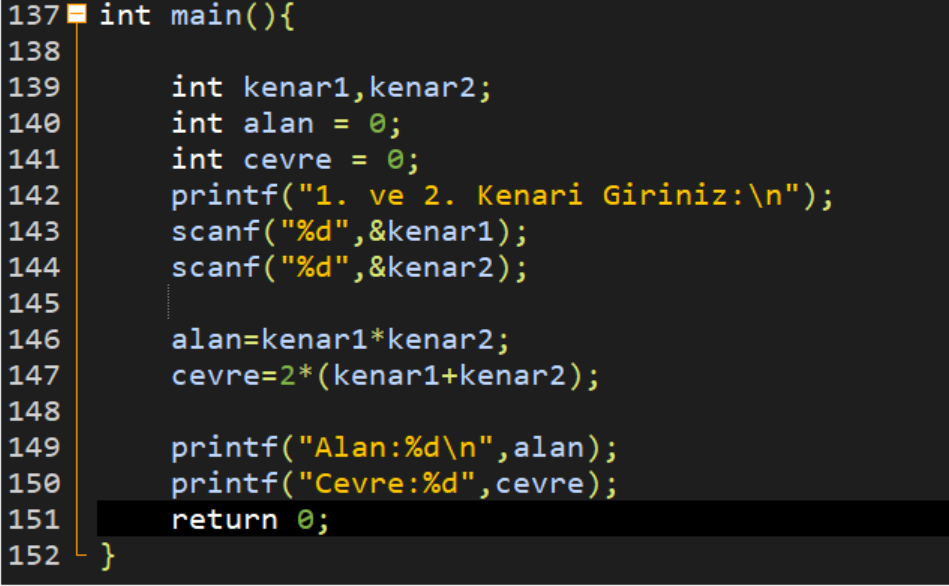 137 int main(){
138
139 int kenar1,kenar2;
140 int alan = 0;
141 int cevre = 0;
142 printf("1. ve 2. Kenari Giriniz:\n");
143 scanf("%d",&kenar1);
144 scanf("%d",&kenar2);
145
146 alan=kenar1*kenar2;
147 cevre=2*(kenar1+kenar2);
148
149 printf("Alan:%d\n",alan);
150 printf("Cevre:%d",cevre);
151 return 0;
152 }